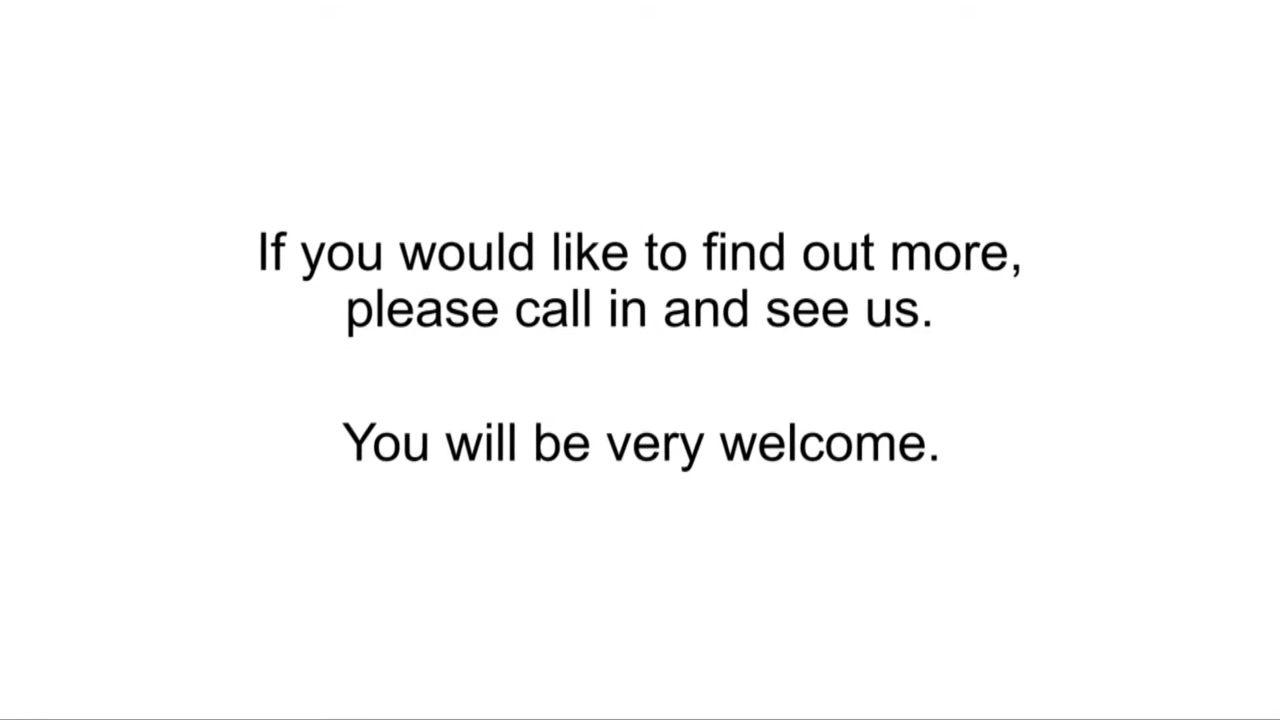 If you would like to find out more,
please call in and see us.
You will be very welcome.